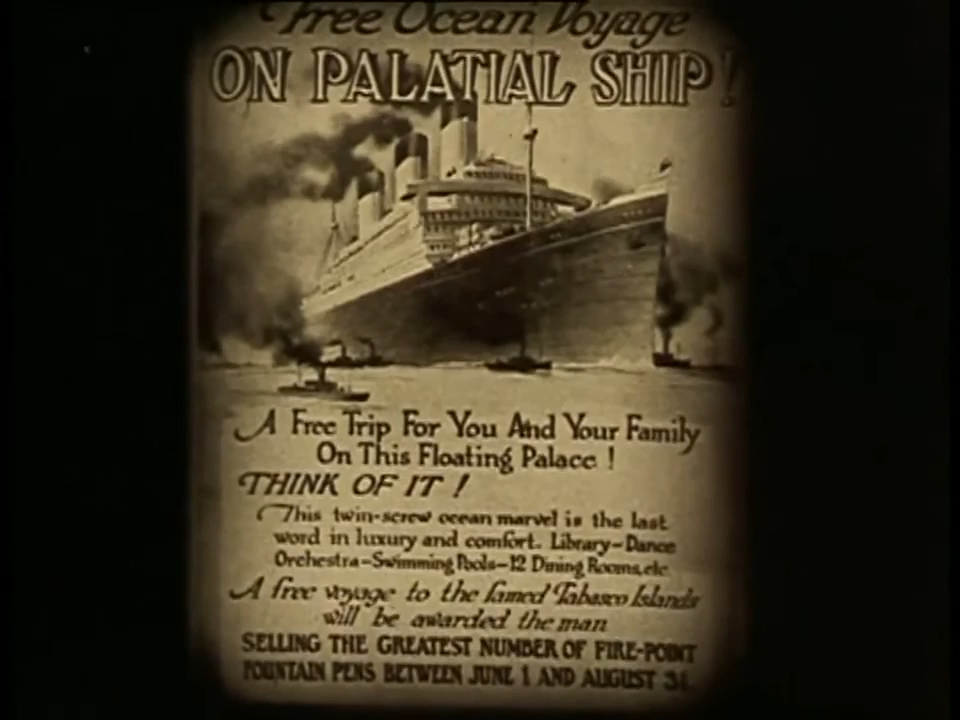 Free Ocean Voyage
ON PALATIAL SHIP!
A Free Trip For You And Your Family
On This Floating Palace!
THINK OF IT!
This twin-screw ocean marvel is the last
word in luxury and comfort. Library-Dance
Orchestra-Swimming Pools-12 Dining Rooms, etc.
A free voyage to the famed Tabasco Islands
will be awarded the man
SELLING THE GREATEST NUMBER OF FIRE-POINT
FOUNTAIN PENS BETWEEN JUNE 1 AND AUGUST 31.